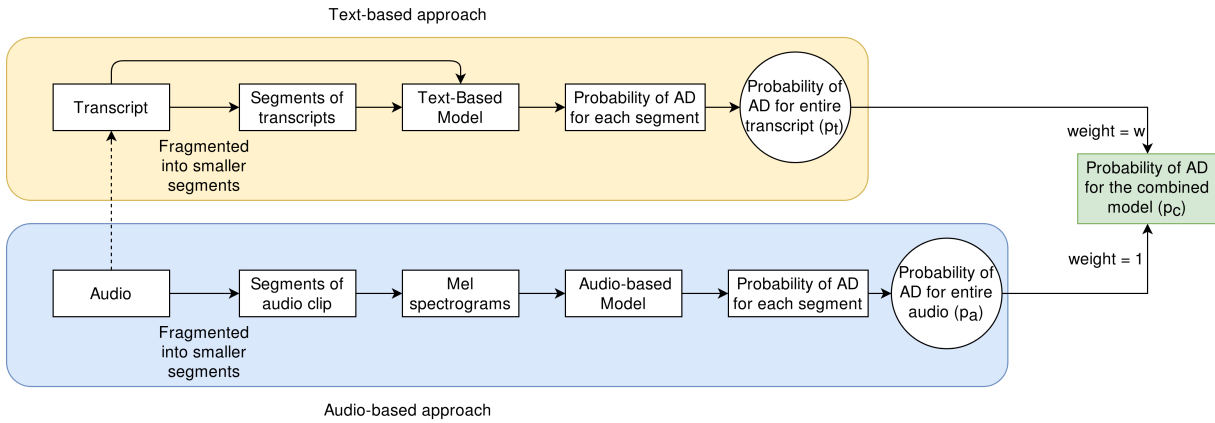 Text-based approach
Transcript
Segments of
transcripts
Text-Based
Model
Probability of AD
for each segment
Probability of
AD for entire
transcript (pt)
Fragmented
into smaller
segments
weight = w
Probability of AD
for the combined
model (pc)
weight = 1
Audio
Segments of
audio clip
Mel
spectrograms
Audio-based
Model
Probability of AD
for each segment
Probability of
AD for entire
audio (pa)
Fragmented
into smaller
segments
Audio-based approach